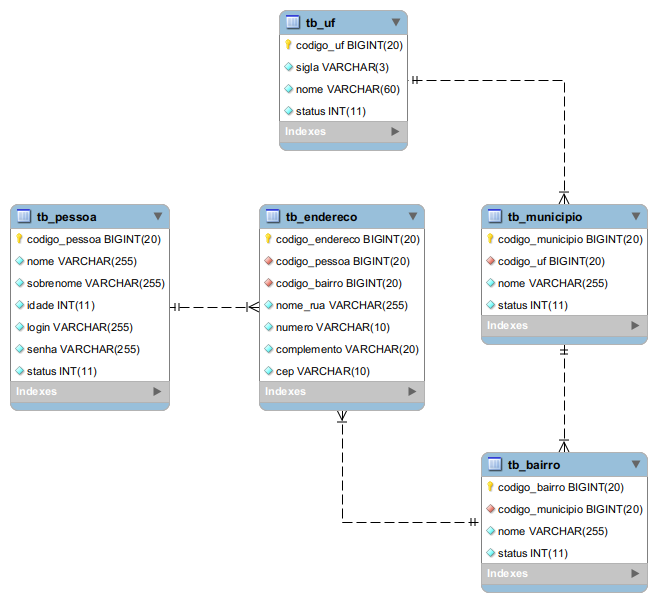 tb_uf
codigo_uf BIGINT(20)
sigla VARCHAR(3)
nome VARCHAR(60)
status INT(11)
Indexes
tb_pessoa
codigo_pessoa BIGINT(20)
nome VARCHAR(255)
sobrenome VARCHAR(255)
idade INT(11)
login VARCHAR(255)
senha VARCHAR(255)
status INT(11)
Indexes
tb_endereco
codigo_endereco BIGINT(20)
codigo_pessoa BIGINT(20)
codigo_bairro BIGINT(20)
nome_rua VARCHAR(255)
numero VARCHAR(10)
complemento VARCHAR(20)
cep VARCHAR(10)
Indexes
tb_municipio
codigo_municipio BIGINT(20)
codigo_uf BIGINT(20)
nome VARCHAR(255)
status INT(11)
Indexes
tb_bairro
codigo_bairro BIGINT(20)
codigo_municipio BIGINT(20)
nome VARCHAR(255)
status INT(11)
Indexes